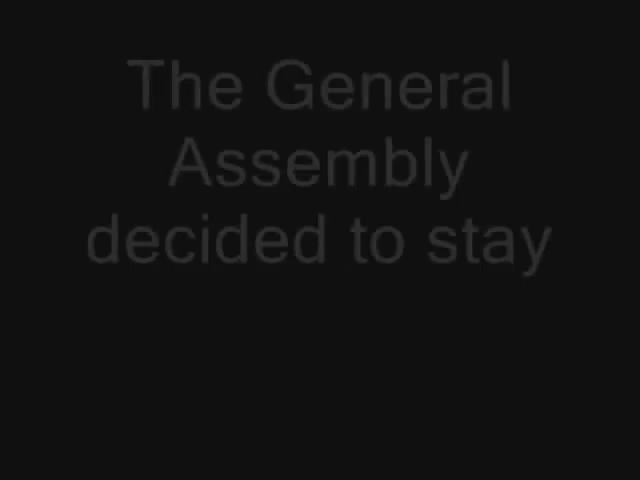 The General
Assembly
decided to stay